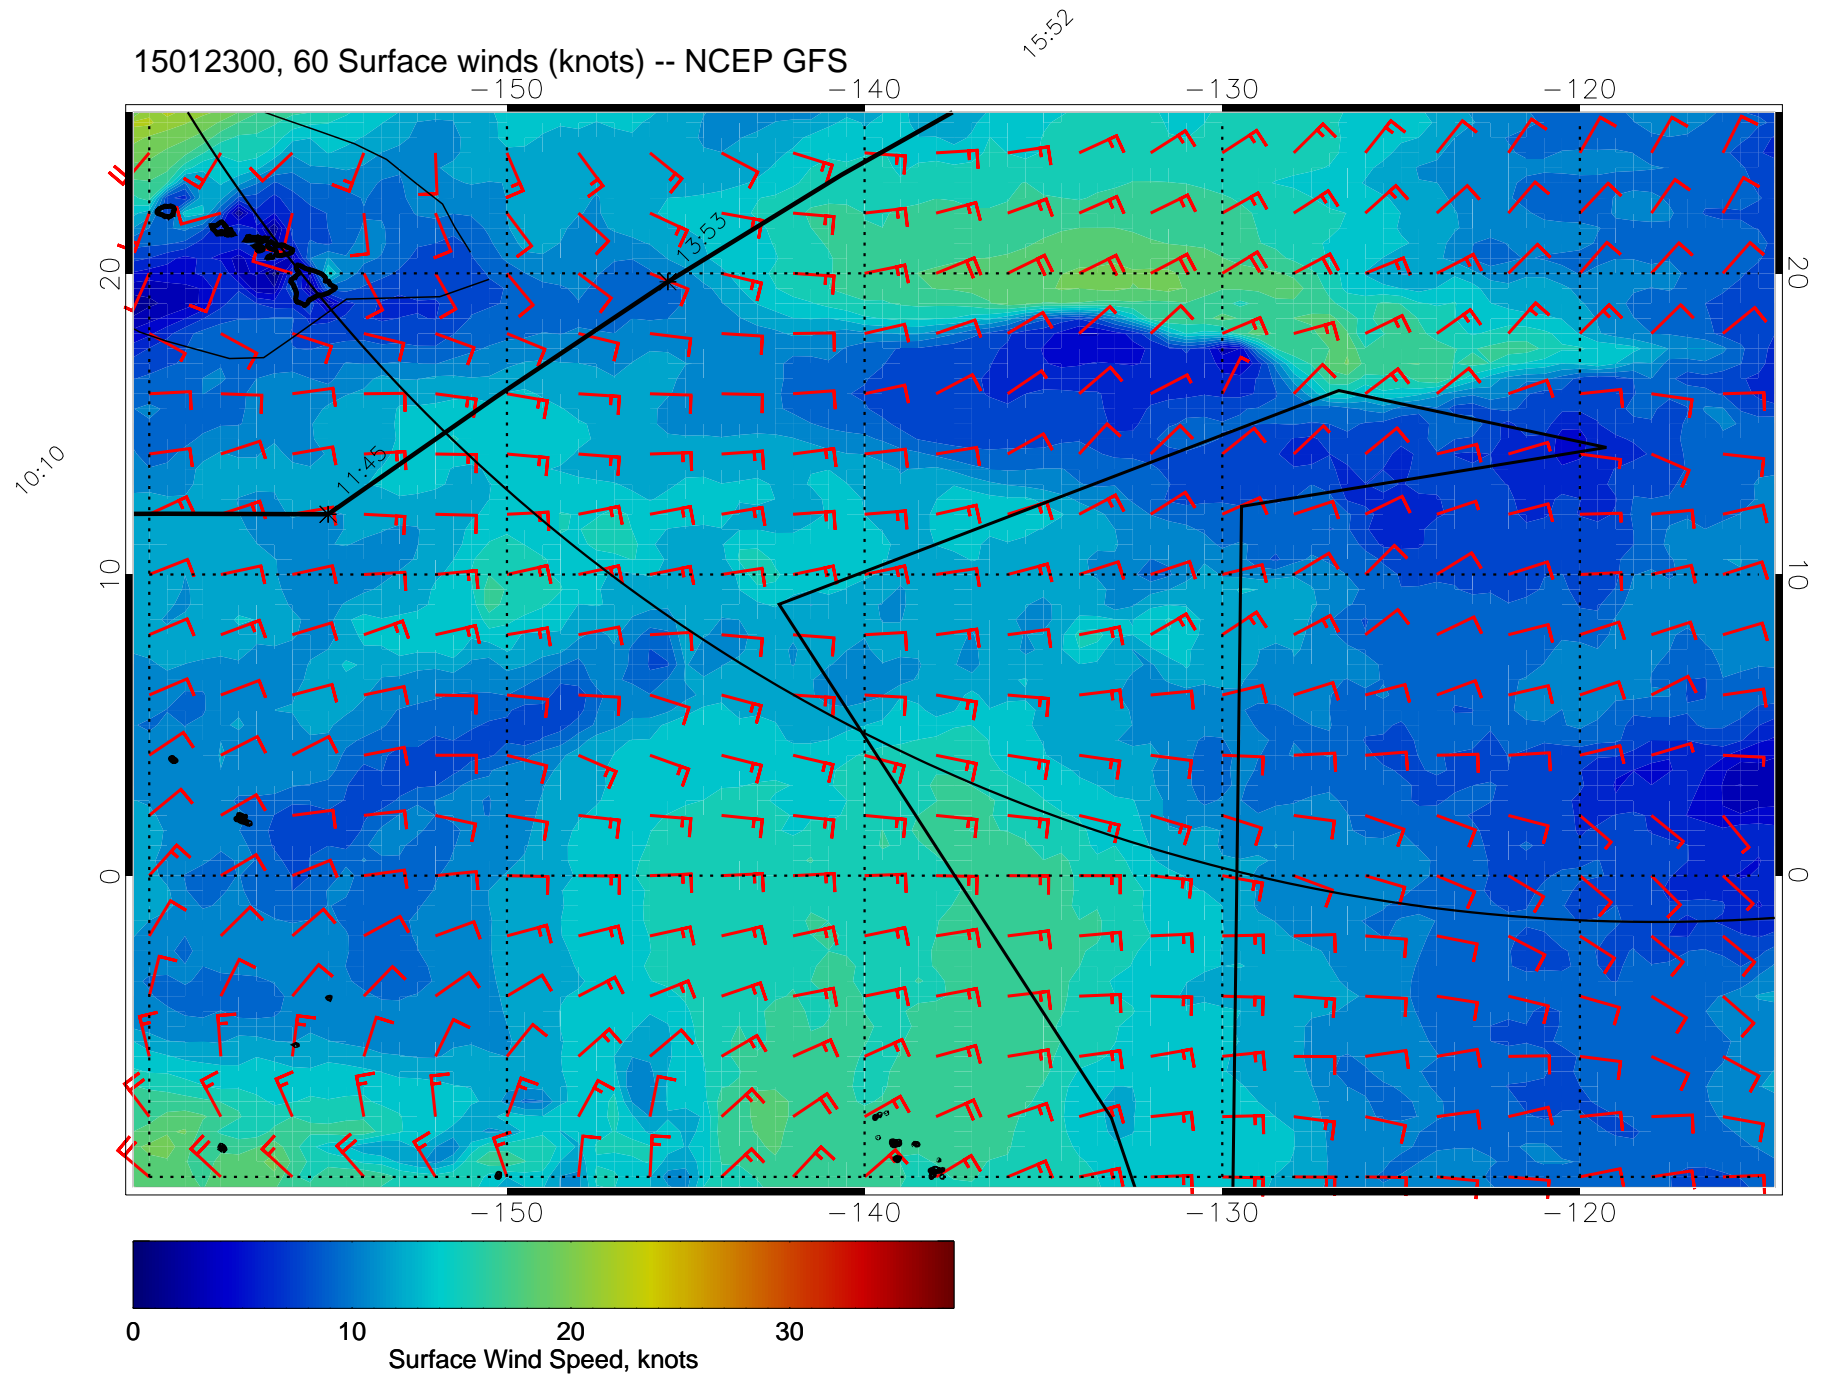 15:52
15012300, 60 Surface winds (knots) -- NCEP GFS
-150 -140 -130 -120
13:53
20 20
11:45
10:10
10 10
0 0
-150 -140 -130 -120
0 10 20 30
Surface Wind Speed, knots